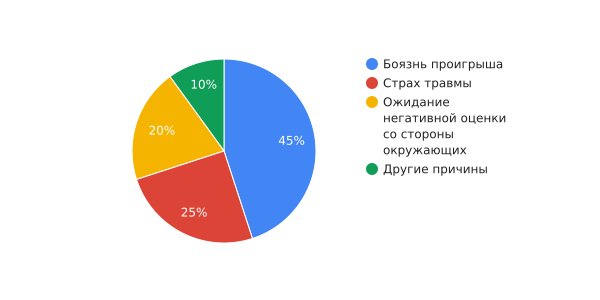 45%
25%
20%
10%
Боязнь проигрыша
Страх травмы
Ожидание
негативной оценки
со стороны
окружающих
Другие причины